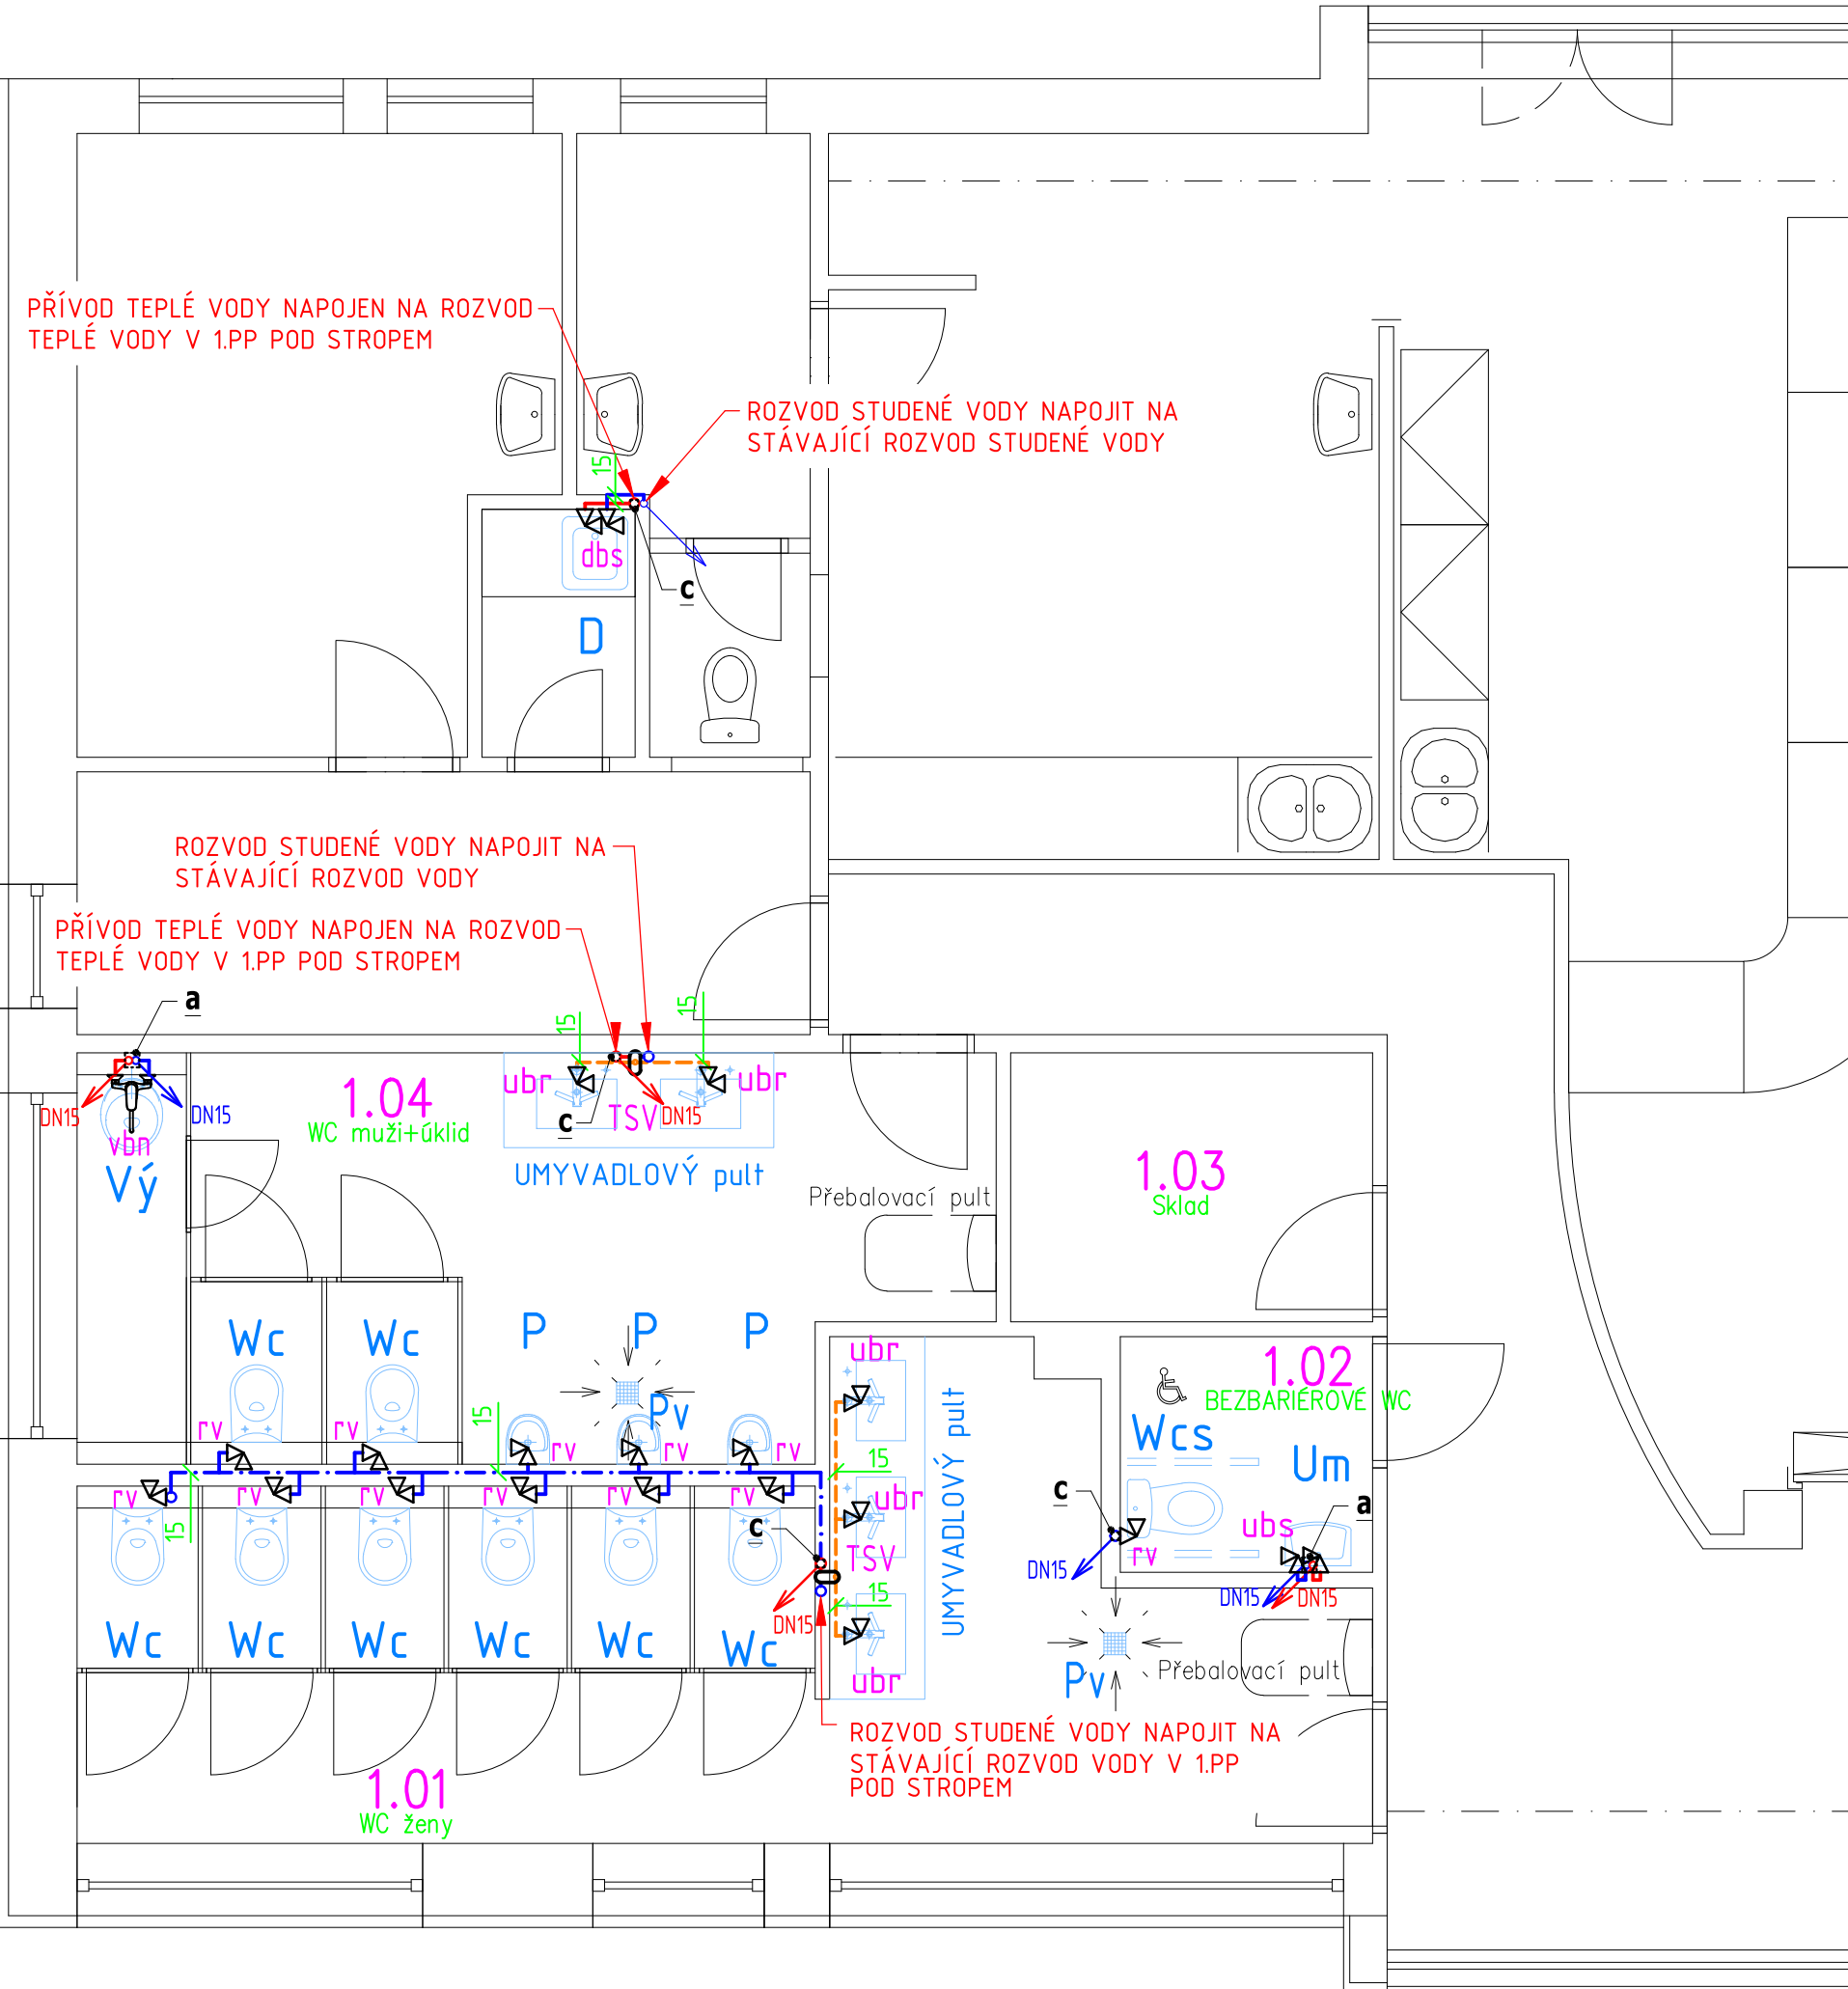 PŘÍVOD TEPLÉ VODY NAPOJEN NA ROZVOD
TEPLÉ VODY V 1.PP POD STROPEM
ROZVOD STUDENÉ VODY NAPOJIT NA
STÁVAJÍCÍ ROZVOD STUDENÉ VODY
15
dbs
c
D
ROZVOD STUDENÉ VODY NAPOJIT NA
STÁVAJÍCÍ ROZVOD VODY
PŘÍVOD TEPLÉ VODY NAPOJEN NA ROZVOD
TEPLÉ VODY V 1.PP POD STROPEM
a
15
15
DN15
DN15
vbn
Vý
1.04
WC muži+úklid
ubr
ubr
c
TSV
DN15
UMYVADLOVÝ pult
Přebalovací pult
1.03
Sklad
Wc
Wc
P
P
P
Pv
rv
rv
15
rv
rv
rv
ubr
ubr
ubr
UMYVADLOVÝ pult
15
15
TSV
1.02
BEZBARIÉROVÉ WC
Wcs
Um
c
a
ubs
rv
DN15
DN15
DN15
rv
rv
rv
rv
rv
rv
15
c
DN15
Wc
Wc
Wc
Wc
Wc
Wc
Pv
Přebalovací pult
ROZVOD STUDENÉ VODY NAPOJIT NA
STÁVAJÍCÍ ROZVOD VODY V 1.PP
POD STROPEM
1.01
WC ženy